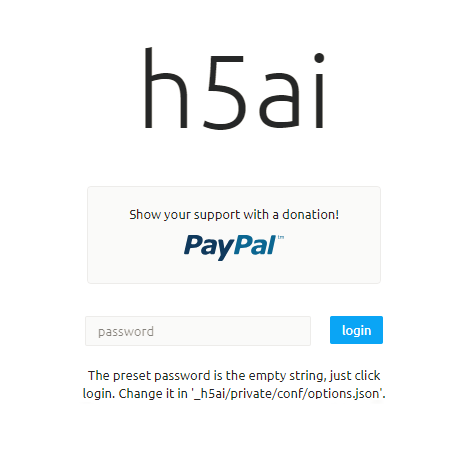 h5ai
Show your support with a donation!
PayPal™
password
login
The preset password is the empty string, just click
login. Change it in '_h5ai/private/conf/options.json'.